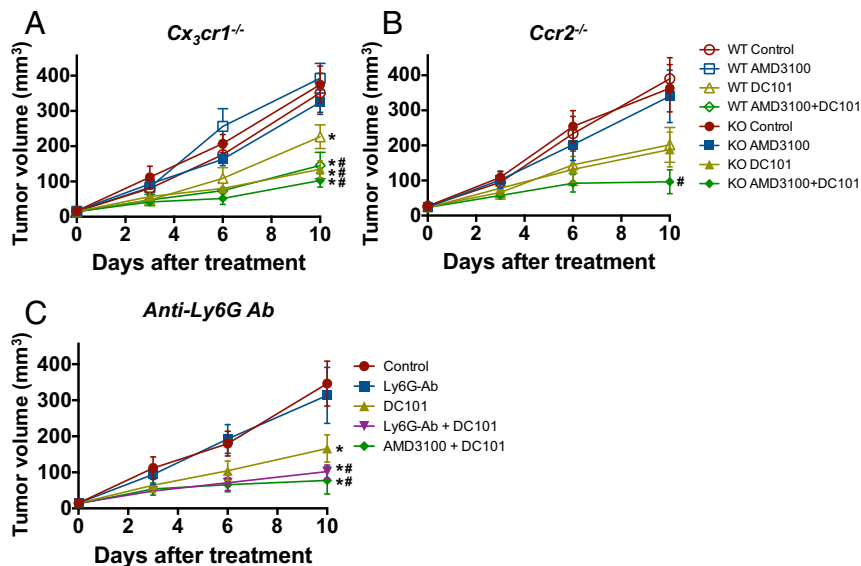 A
Cx₃cr1⁻/⁻
Tumor volume (mm³)
400
300
200
100
0
*
*#
*#
*#
0 2 4 6 8 10
Days after treatment
B
Ccr2⁻/⁻
Tumor volume (mm³)
400
300
200
100
0
#
0 2 4 6 8 10
Days after treatment
WT Control
WT AMD3100
WT DC101
WT AMD3100+DC101
KO Control
KO AMD3100
KO DC101
KO AMD3100+DC101
C
Anti-Ly6G Ab
Tumor volume (mm³)
400
300
200
100
0
*
*#
*#
0 2 4 6 8 10
Days after treatment
Control
Ly6G-Ab
DC101
Ly6G-Ab + DC101
AMD3100 + DC101